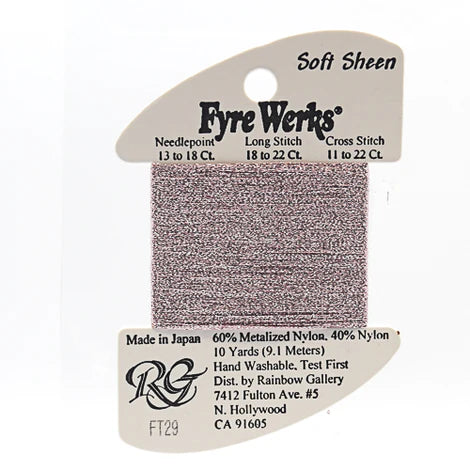 Soft Sheen
Fyre Werks®
Needlepoint Long Stitch Cross Stitch
13 to 18 Ct. 18 to 22 Ct. 11 to 22 Ct.
Made in Japan 60% Metalized Nylon, 40% Nylon
10 Yards (9.1 Meters)
Hand Washable, Test First
Dist. by Rainbow Gallery
7412 Fulton Ave. #5
N. Hollywood
CA 91605
RG
FT29